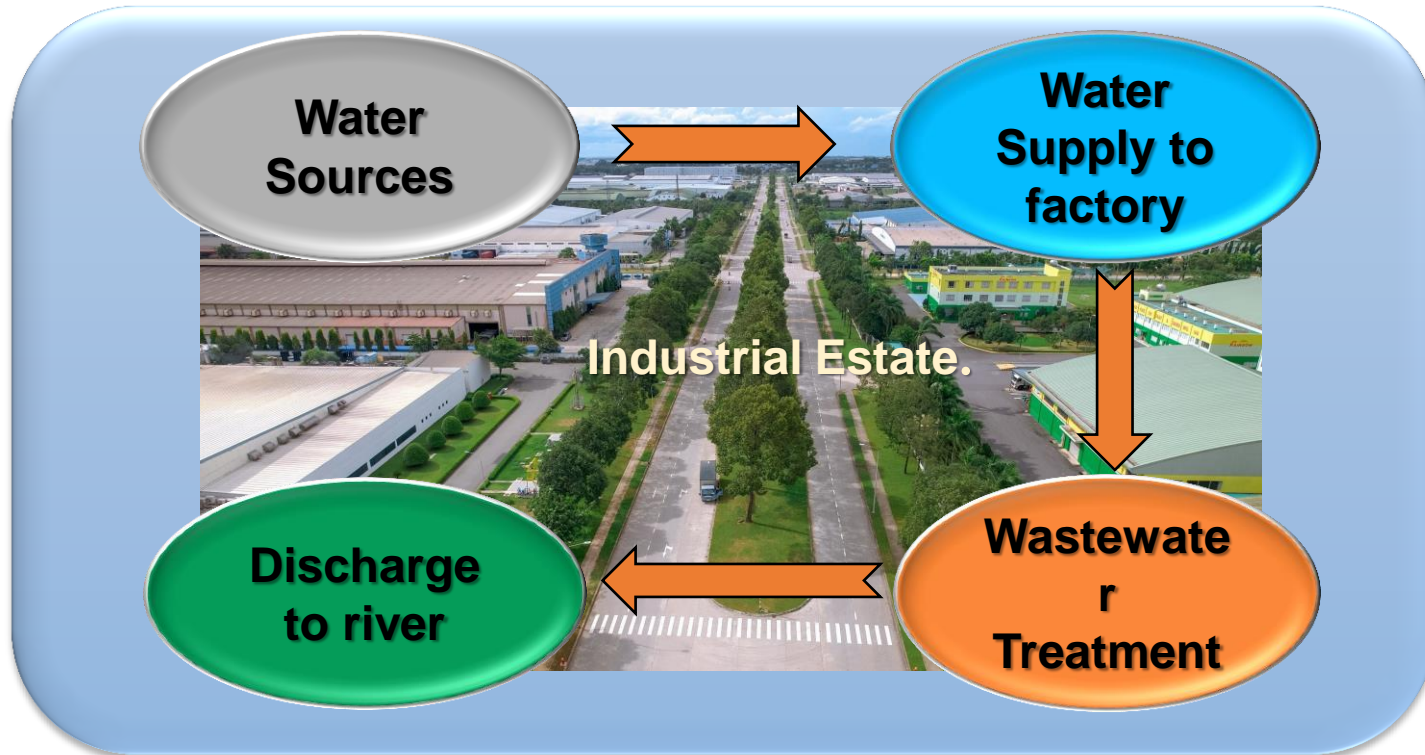 Water
Sources
Water
Supply to
factory
Industrial Estate.
Discharge
to river
Wastewate
r
Treatment